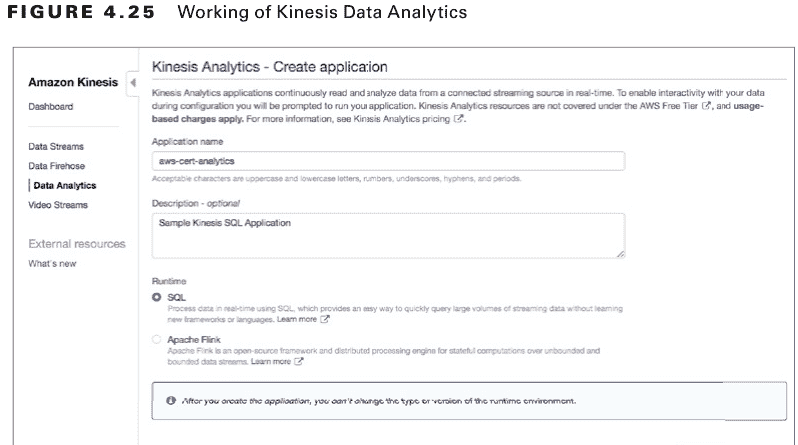 FIGURE 4.25 Working of Kinesis Data Analytics
Amazon Kinesis
Dashboard
Data Streams
Data Firehose
Data Analytics
Video Streams
External resources
What's new
Kinesis Analytics - Create application
Kinesis Analytics applications continuously read and analyze data from a connected streaming source in real-time. To enable interactivity with your data
during configuration you will be prompted to run you application. Kinesis Analytics resources are not covered under the AWS Free Tier, and usage-
based charges apply. For more information, see Kinesis Analytics pricing.
Application name
aws-cert-analytics
Acceptable characters are uppercase and lowercase letters, numbers, underscores, hyphens, and periods.
Description - optional
Sample Kinesis SQL Application
Runtime
SQL
Process data in real-time using SQL, which provides an easy way to quickly query large volumes of streaming data without learning
new frameworks or languages. Learn more
Apache Flink
Apache Flink is an open-source framework and distributed processing engine for stateful computations over unbounded and
bounded data streams. Learn more
After you create the application, you can't change the type or version of the runtime environment.